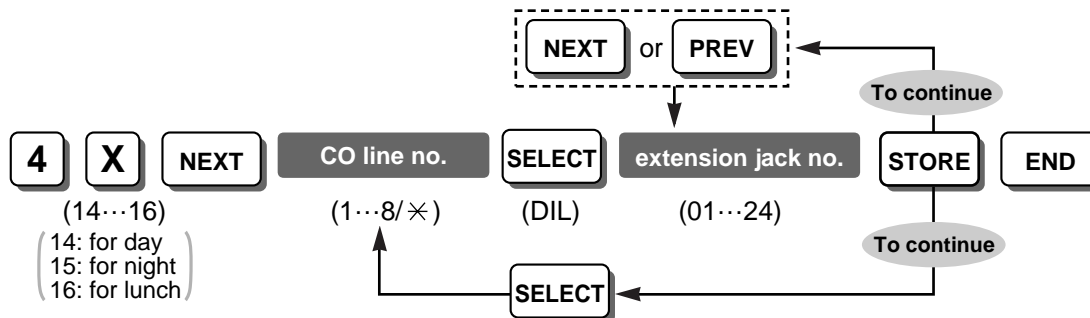 NEXT or PREV
To continue
4 X NEXT CO line no. SELECT extension jack no. STORE END
(14···16) (1···8/✳) (DIL) (01···24)
14: for day
15: for night
16: for lunch
To continue
SELECT